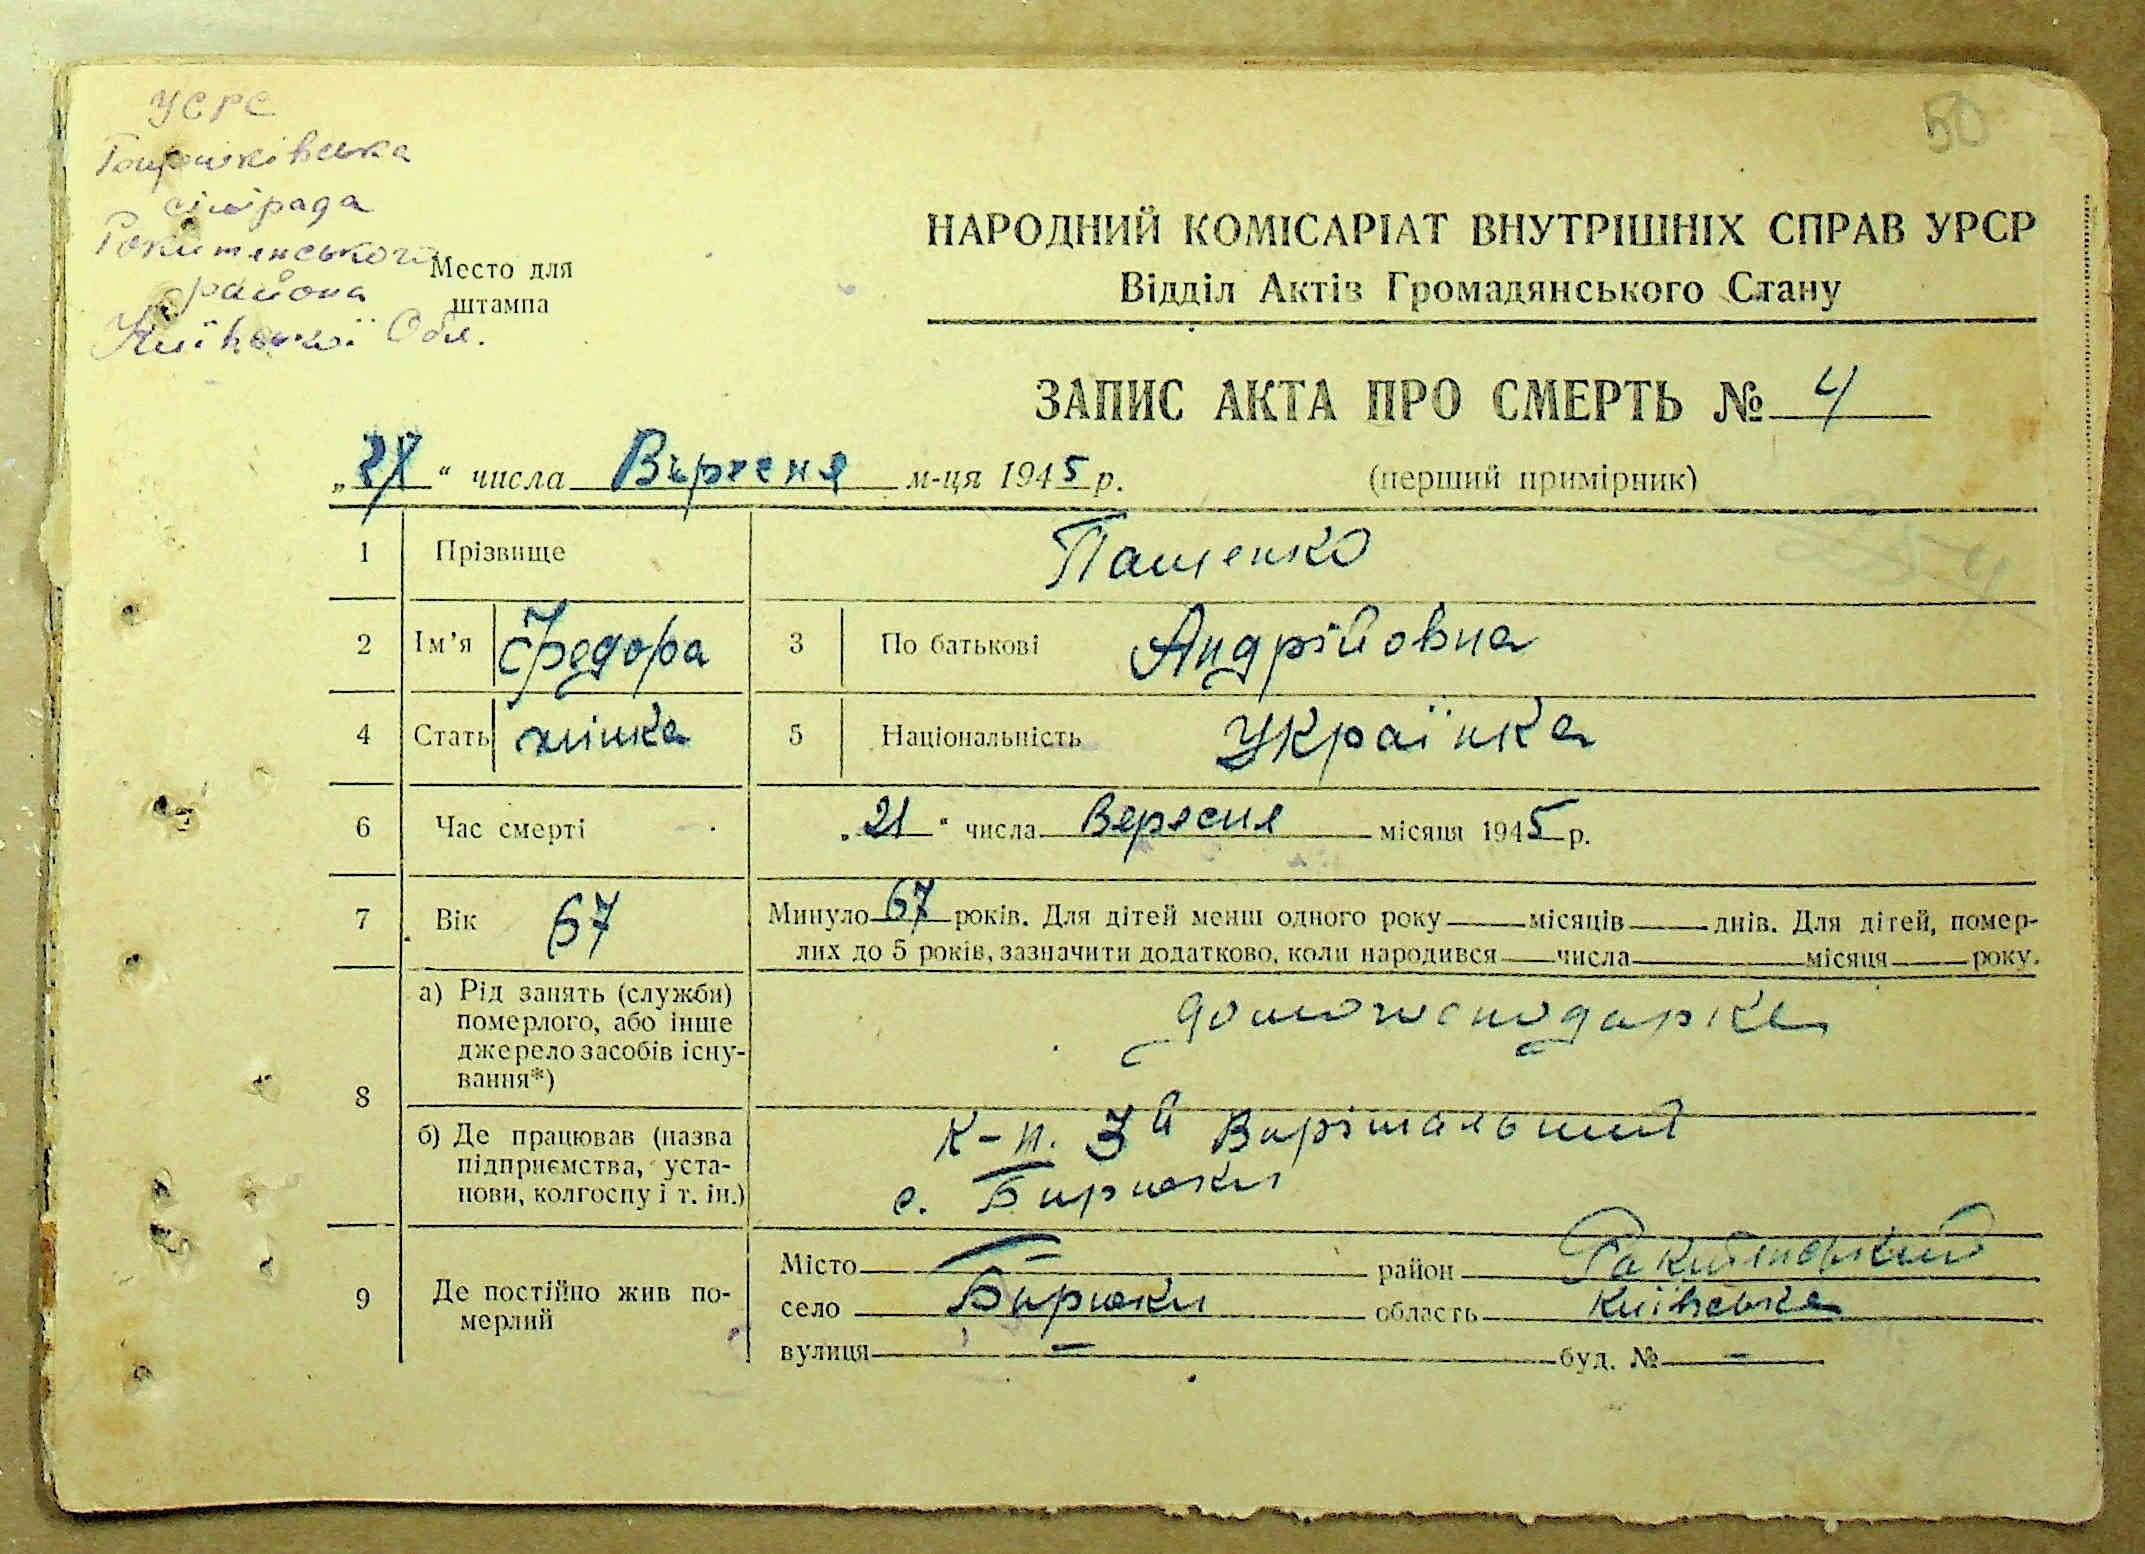 УСРС
Бирюківська
сільрада
Рокитенського
района
Київської Обл.
50
Место для
штампа
НАРОДНИЙ КОМІСАРІАТ ВНУТРІШНІХ СПРАВ УРСР
Відділ Актів Громадянського Стану
ЗАПИС АКТА ПРО СМЕРТЬ № 4
" числа Вересня м-ця 1945 р. (перший примірник)
1 Прізвище Пащенко
2 Ім'я Федора 3 По батькові Андрійовна
4 Стать жінка 5 Національність Українка
6 Час смерті „21" числа Вересня місяця 1945 р.
7 Вік 67 Минуло 67 років. Для дітей менш одного року — місяців — днів. Для дітей, помер-
лих до 5 років, зазначити додатково, коли народився — числа — місяця — року.
8 а) Рід занять (служби)
померлого, або інше
джерело засобів існу-
вання*)
домогосподарка
б) Де працював (назва
підприємства, уста-
нови, колгоспу і т. ін.)
к-п. 3й Вирішальний
с. Бирюки
9 Де постійно жив по-
мерлий
Місто — район Ракитянський
село Бирюки область Київська
вулиця — буд. № —